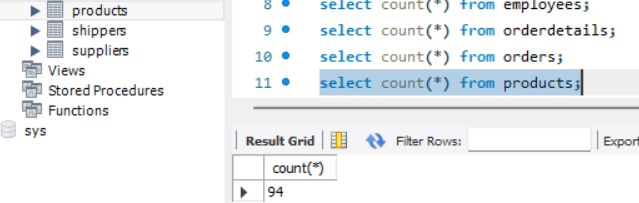 products
shippers
suppliers
Views
Stored Procedures
Functions
sys
8 select count(*) from employees;
9 select count(*) from orderdetails;
10 select count(*) from orders;
11 select count(*) from products;
Result Grid Filter Rows: Export
count(*)
94